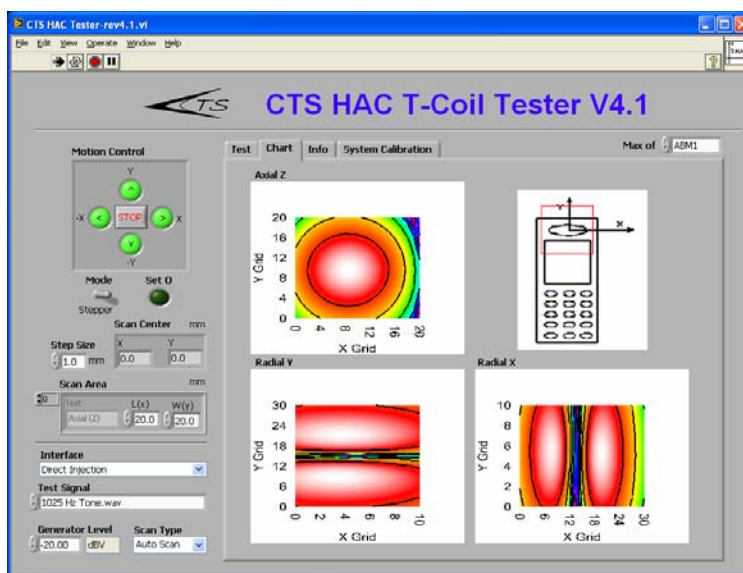 CTS HAC Tester-rev4.1.vi
File Edit View Operate Window Help
CTS
CTS HAC T-Coil Tester V4.1
Motion Control
Y
-X
STOP
X
-Y
Mode
Set 0
Stepper
Scan Center mm
Step Size
1.0 mm
X
0.0
Y
0.0
Scan Area mm
0
Test
Axial (Z)
L(x)
20.0
W(y)
20.0
Interface
Direct Injection
Test Signal
1025 Hz Tone.wav
Generator Level
-20.00 dBV
Scan Type
Auto Scan
Test Chart Info System Calibration
Max of ABM1
Axial Z
Y Grid
20
16
12
8
4
0
0 4 8 12 16 20
X Grid
Y
X
Radial Y
Y Grid
30
24
18
14
9
4
0
0 2 4 6 8 10
X Grid
Radial X
Y Grid
10
8
6
4
2
0
0 6 12 18 24 30
X Grid